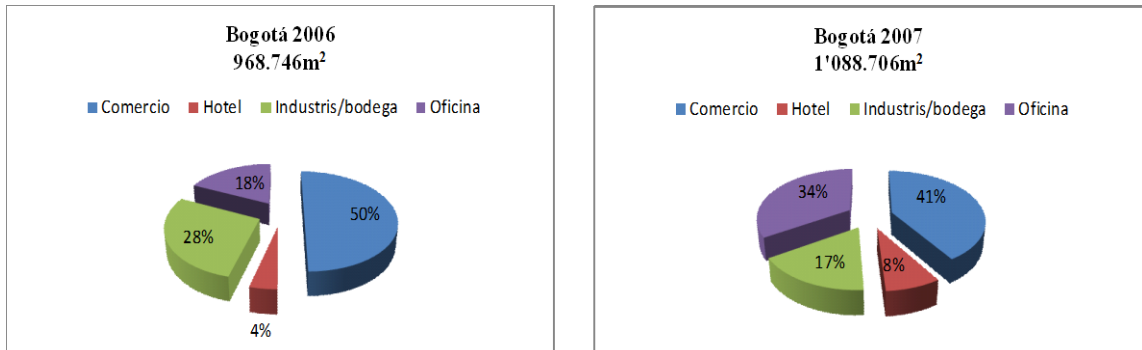 Bogotá 2006
968.746m²
Comercio Hotel Industris/bodega Oficina
18%
50%
28%
4%
Bogotá 2007
1'088.706m²
Comercio Hotel Industris/bodega Oficina
34%
41%
17%
8%